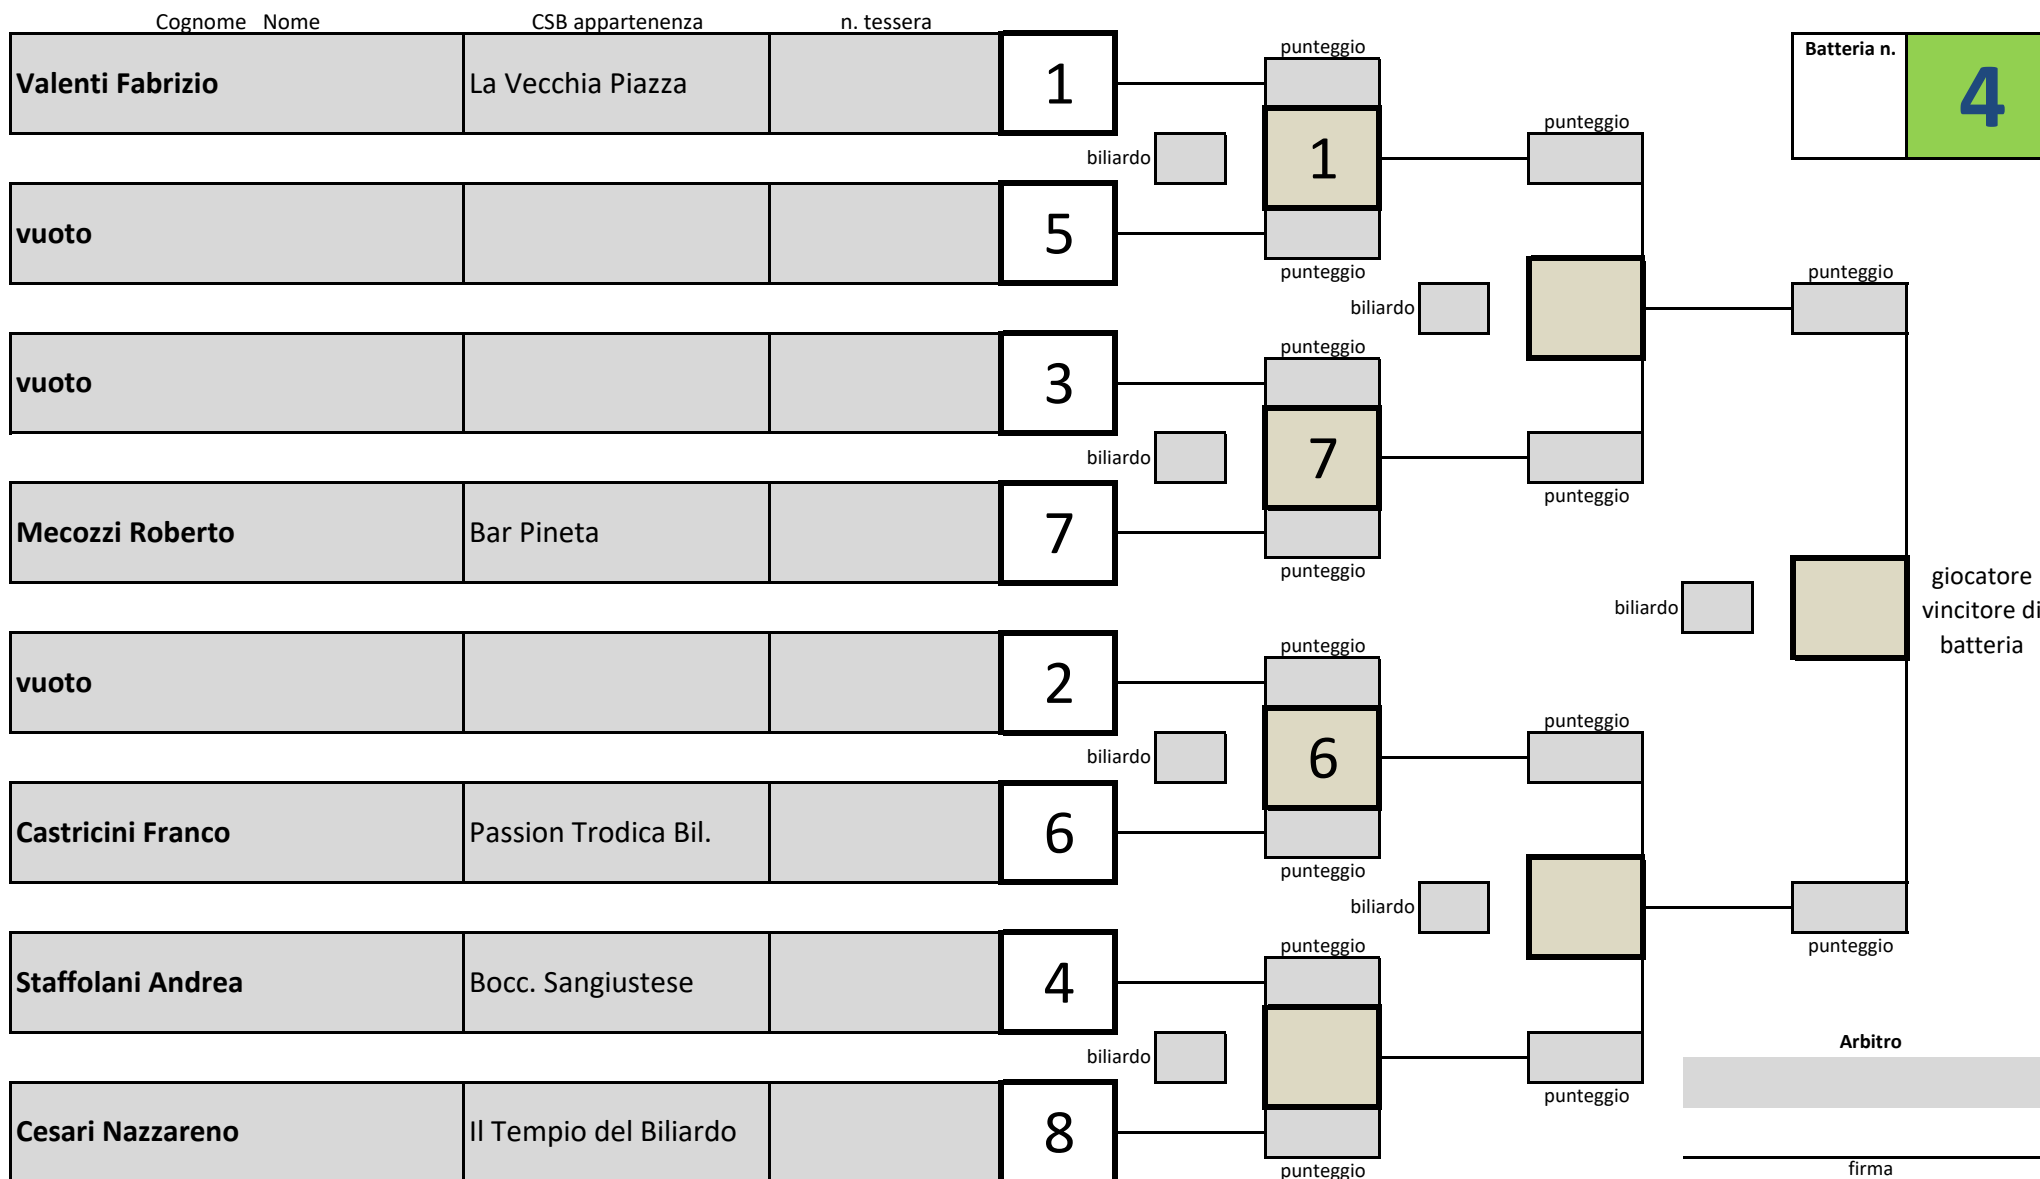 Cognome Nome CSB appartenenza n. tessera
punteggio
Batteria n. 4
Valenti Fabrizio La Vecchia Piazza 1
punteggio
biliardo 1
vuoto 5
punteggio
punteggio
biliardo
punteggio
vuoto 3
biliardo 7
punteggio
Mecozzi Roberto Bar Pineta 7
punteggio
giocatore
biliardo
vincitore di
batteria
punteggio
vuoto 2
punteggio
biliardo 6
Castricini Franco Passion Trodica Bil. 6
punteggio
biliardo
punteggio
punteggio
Staffolani Andrea Bocc. Sangiustese 4
Arbitro
biliardo
punteggio
Cesari Nazzareno Il Tempio del Biliardo 8
punteggio
firma